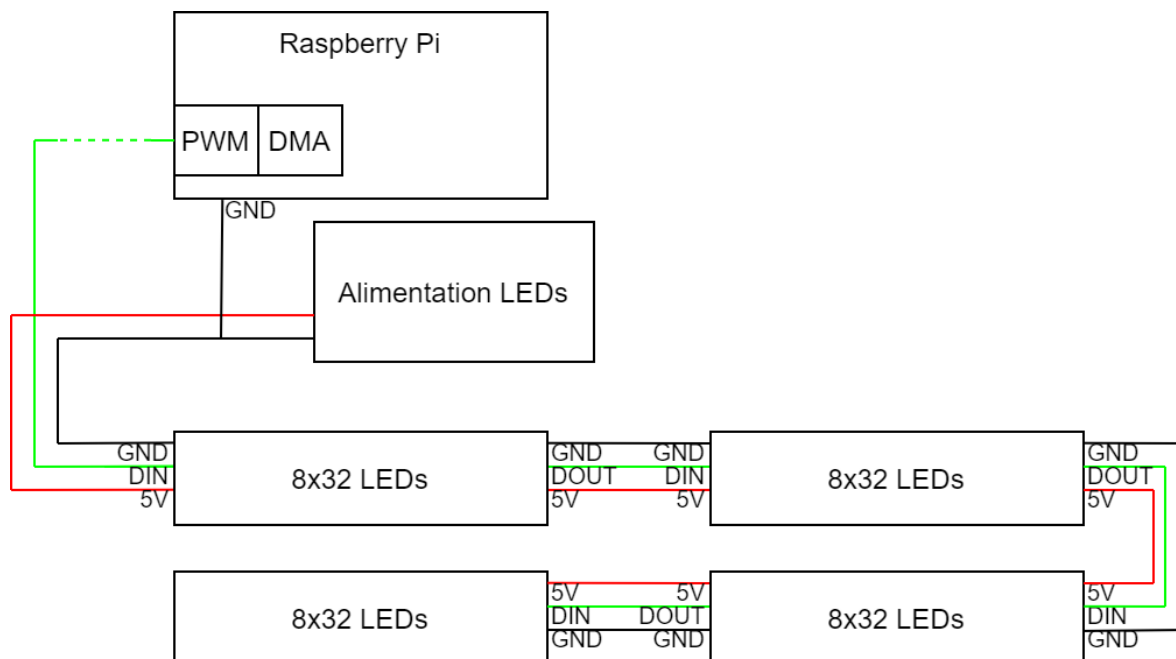 Raspberry Pi
PWM DMA
GND
Alimentation LEDs
GND
DIN
5V
8x32 LEDs
GND
DOUT
5V
GND
DIN
5V
8x32 LEDs
GND
DOUT
5V
8x32 LEDs
5V
DIN
GND
5V
DOUT
GND
8x32 LEDs
5V
DIN
GND